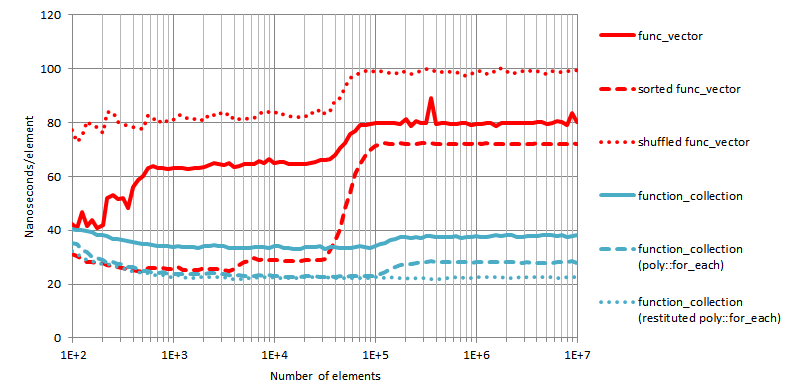 120
100
80
60
40
20
0
Nanoseconds/element
1E+2 1E+3 1E+4 1E+5 1E+6 1E+7
Number of elements
func_vector
sorted func_vector
shuffled func_vector
function_collection
function_collection
(poly::for_each)
function_collection
(restituted poly::for_each)